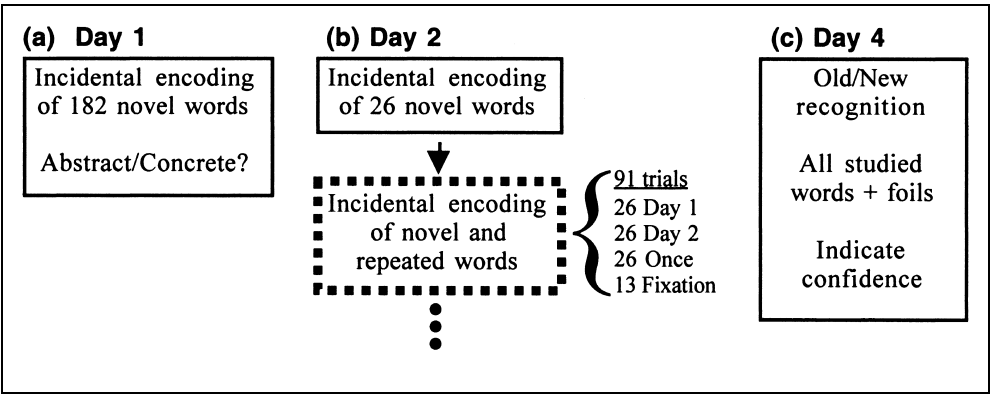 (a) Day 1
Incidental encoding
of 182 novel words
Abstract/Concrete?
(b) Day 2
Incidental encoding
of 26 novel words
Incidental encoding
of novel and
repeated words
91 trials
26 Day 1
26 Day 2
26 Once
13 Fixation
(c) Day 4
Old/New
recognition
All studied
words + foils
Indicate
confidence